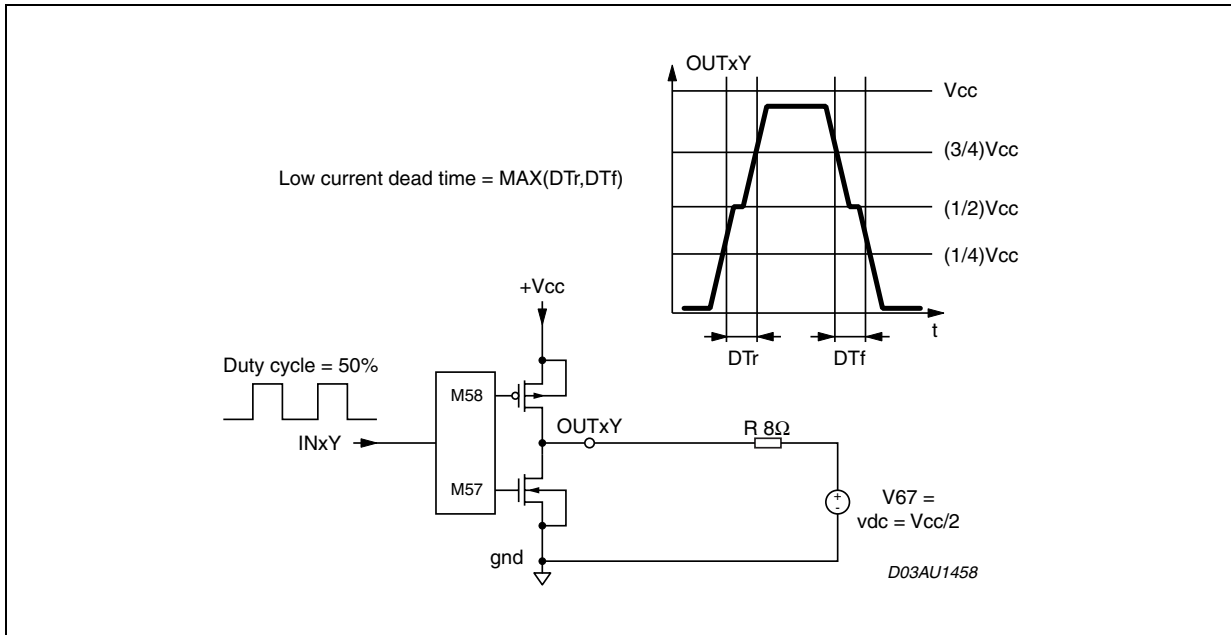 OUTxY
Vcc
(3/4)Vcc
Low current dead time = MAX(DTr,DTf)
(1/2)Vcc
(1/4)Vcc
+Vcc
t
DTr
DTf
Duty cycle = 50%
M58
OUTxY
R 8Ω
INxY
M57
+
-
V67 =
vdc = Vcc/2
gnd
D03AU1458